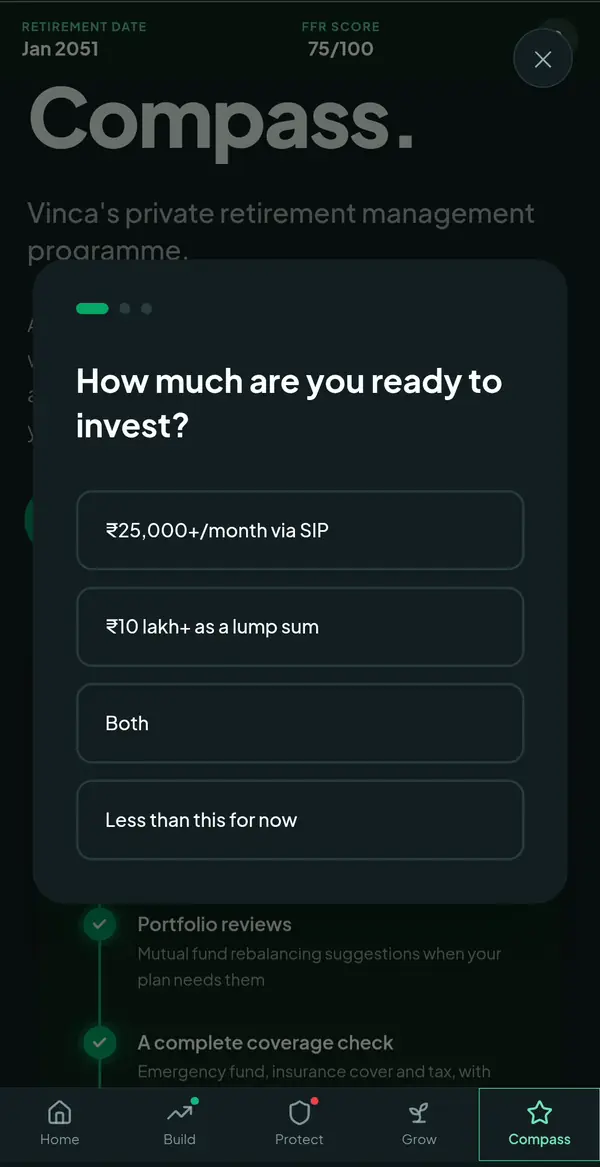 RETIREMENT DATE
Jan 2051
FFR SCORE
75/100
Compass.
Vinca's private retirement management
programme.
How much are you ready to
invest?
₹25,000+/month via SIP
₹10 lakh+ as a lump sum
Both
Less than this for now
Portfolio reviews
Mutual fund rebalancing suggestions when your
plan needs them
A complete coverage check
Emergency fund, insurance cover and tax, with
Home
Build
Protect
Grow
Compass